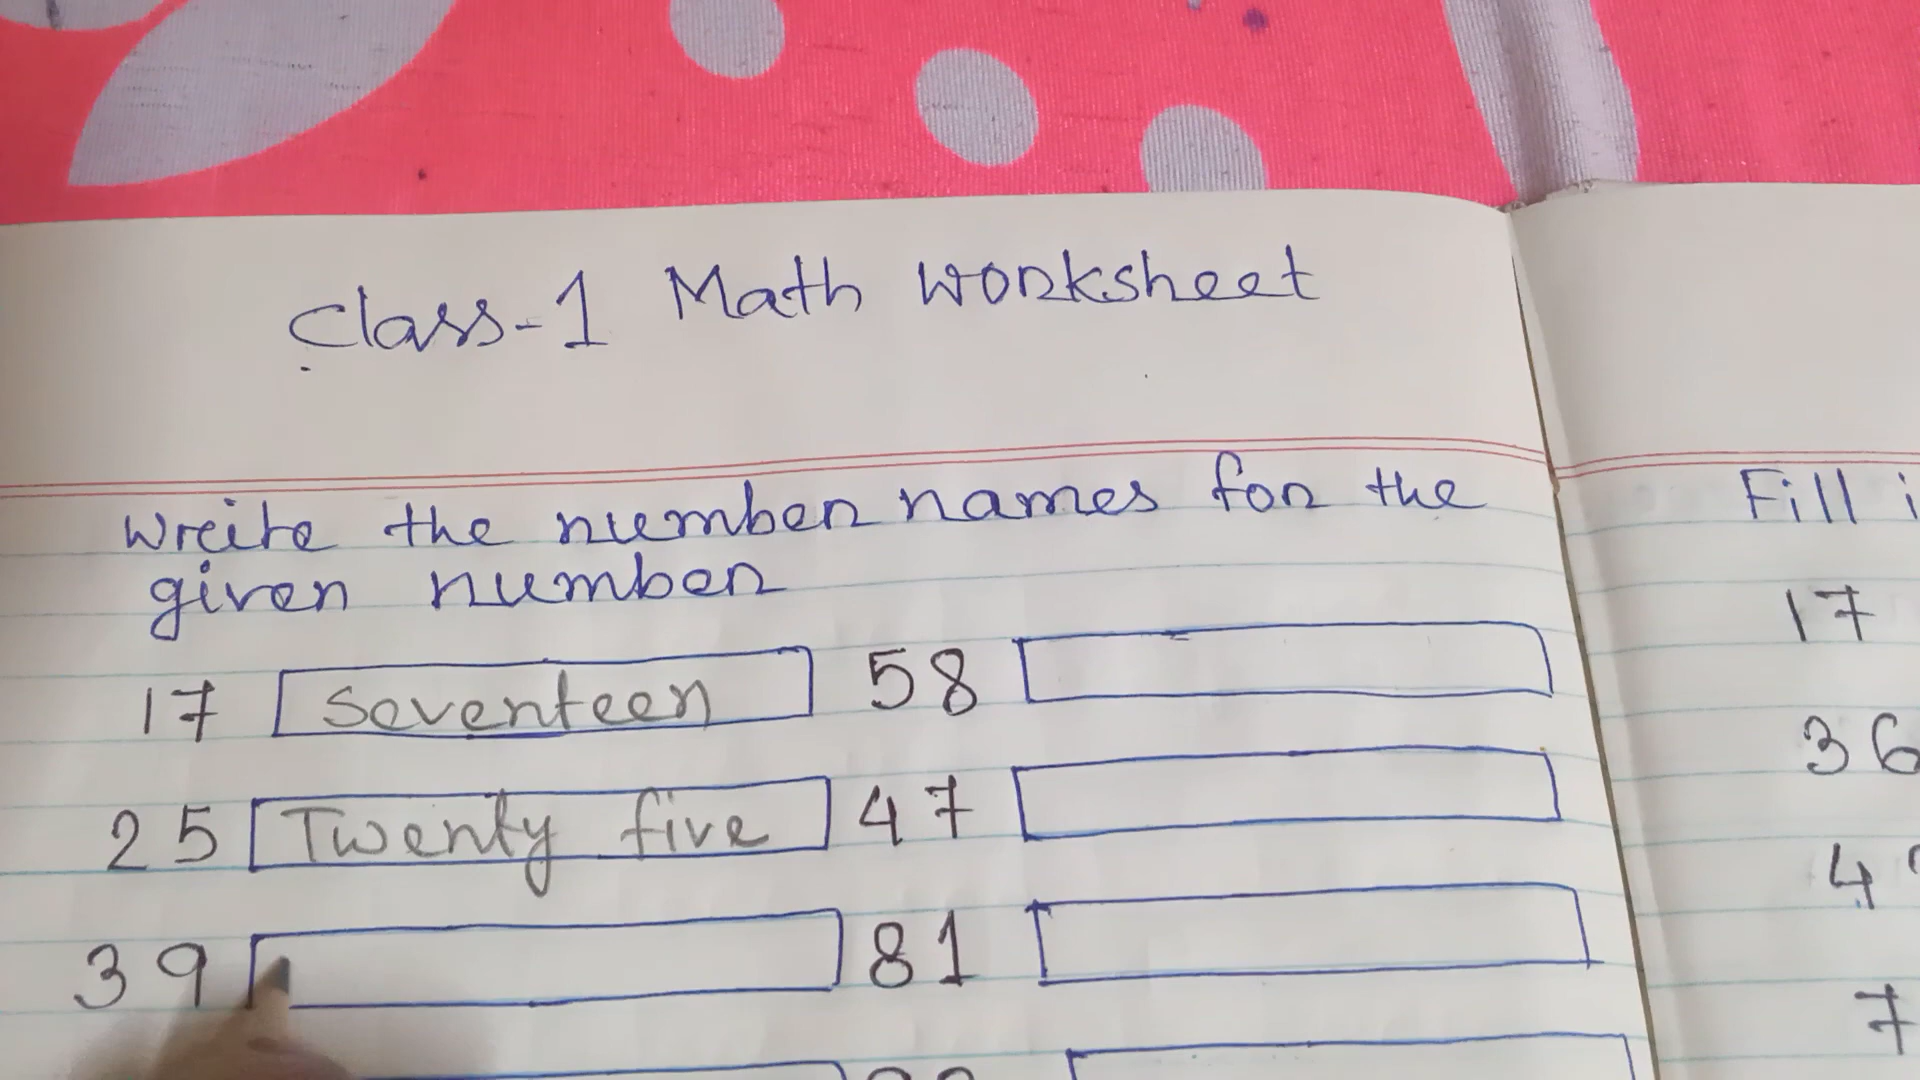 Class-1 Math Worksheet
Write the number names for the
given number
17 Seventeen 58
25 Twenty five 47
39 81
Fill
17
36
4
7